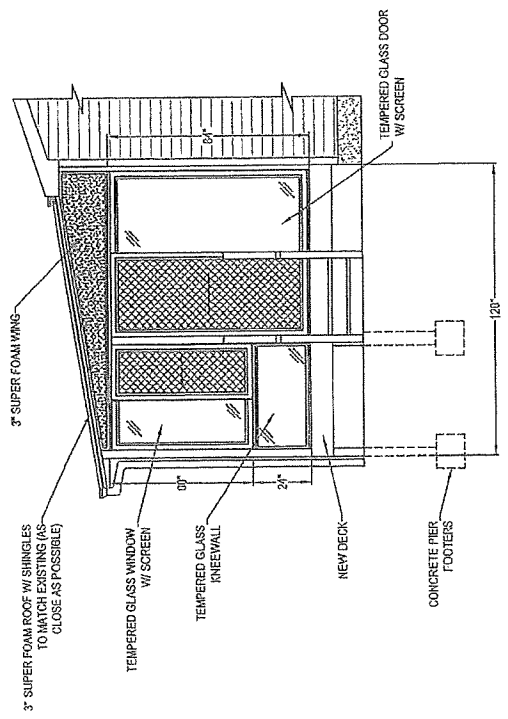 3" SUPER FOAM WING
3" SUPER FOAM ROOF W/ SHINGLES
TO MATCH EXISTING (AS
CLOSE AS POSSIBLE)
TEMPERED GLASS WINDOW
W/ SCREEN
TEMPERED GLASS
KNEEWALL
NEW DECK
CONCRETE PIER
FOOTERS
TEMPERED GLASS DOOR
W/ SCREEN
84"
24"
120"